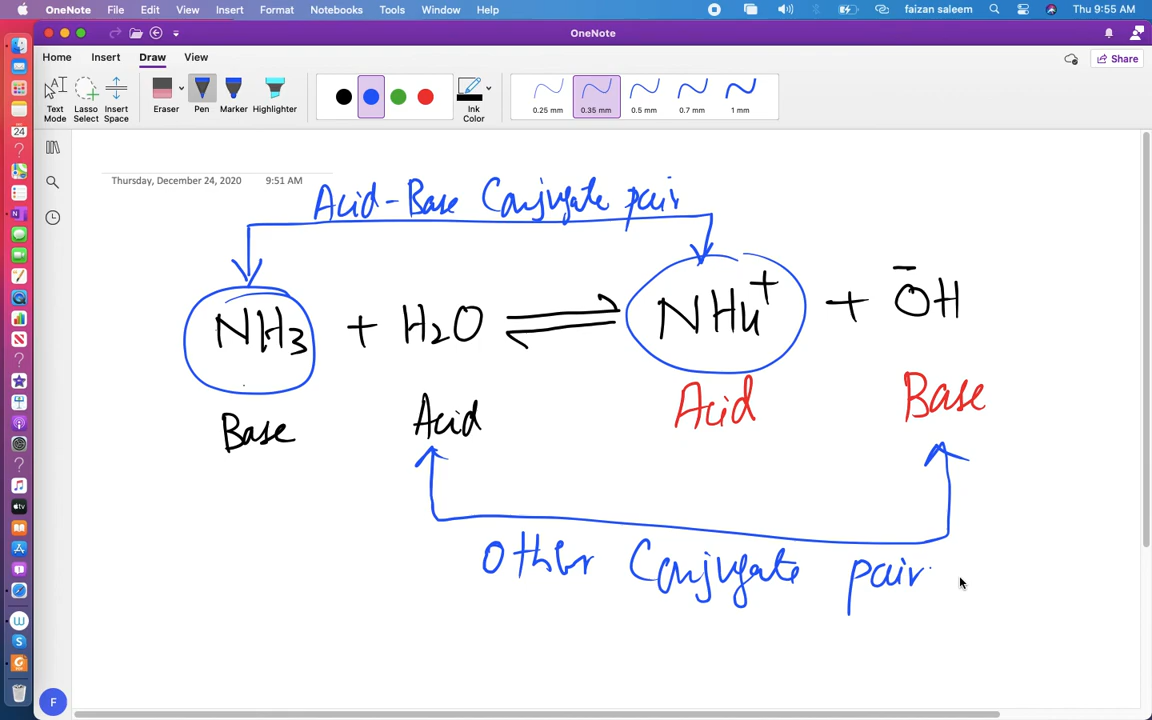 OneNote File Edit View Insert Format Notebooks Tools Window Help faizan saleem Thu 9:55 AM
OneNote
Home Insert Draw View Share
Text Mode Lasso Select Insert Space Eraser Pen Marker Highlighter Ink Color 0.25 mm 0.35 mm 0.5 mm 0.7 mm 1 mm
24
Thursday, December 24, 2020 9:51 AM
Acid-Base Conjugate pair
NH3 + H2O ⇌ NH4+ + ŌH
Base Acid Acid Base
Other Conjugate pair
F